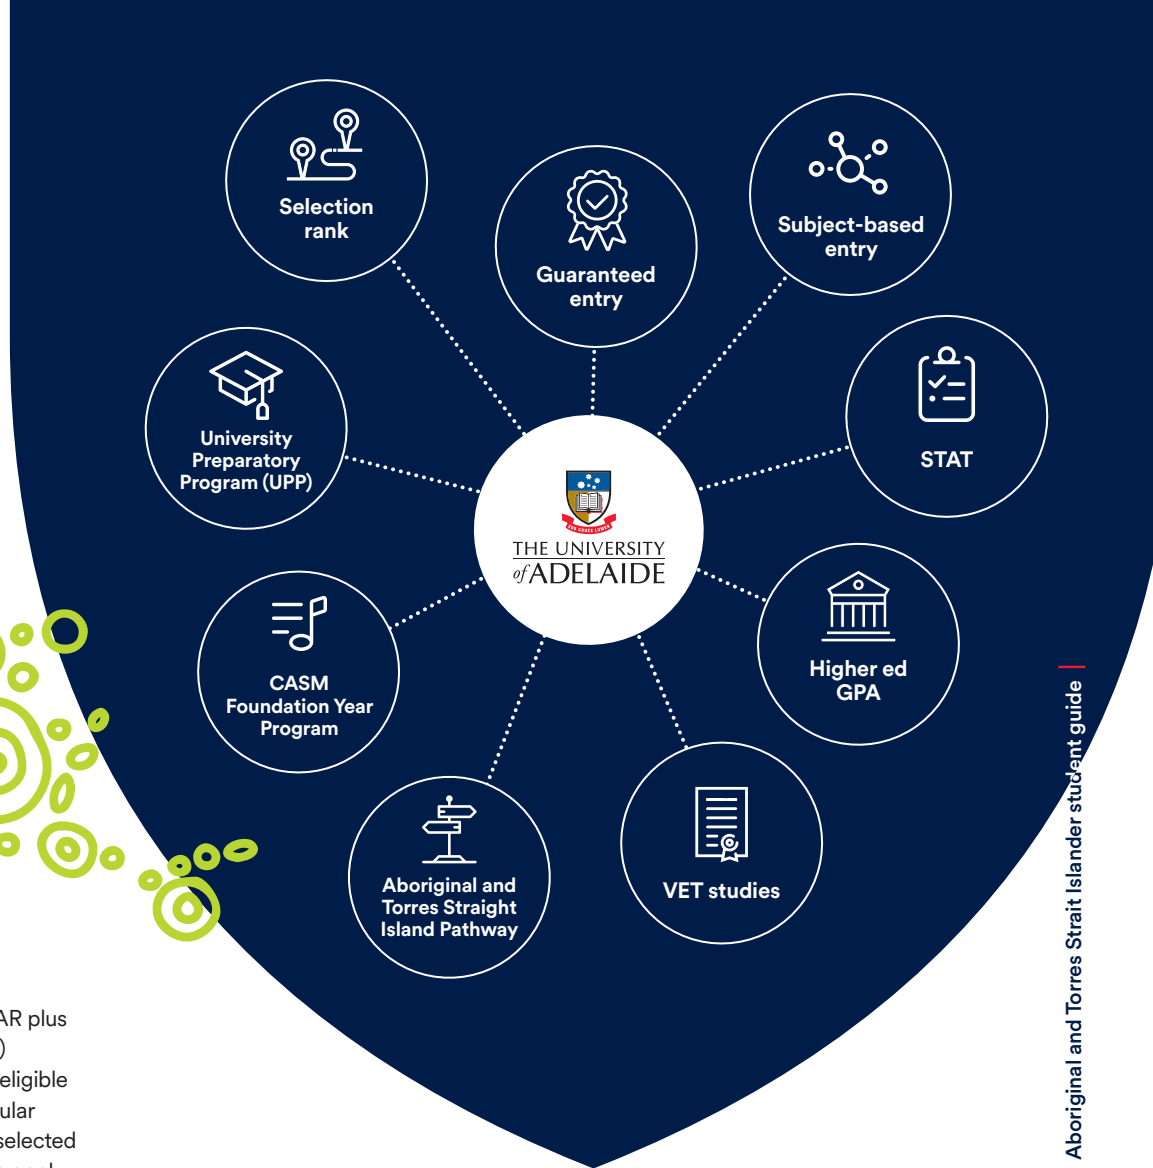 Selection
rank
Guaranteed
entry
Subject-based
entry
University
Preparatory
Program (UPP)
STAT
THE UNIVERSITY
of ADELAIDE
CASM
Foundation Year
Program
Higher ed
GPA
Aboriginal and
Torres Straight
Island Pathway
VET studies
Aboriginal and Torres Strait Islander student guide
AR plus
)
eligible
ular
selected